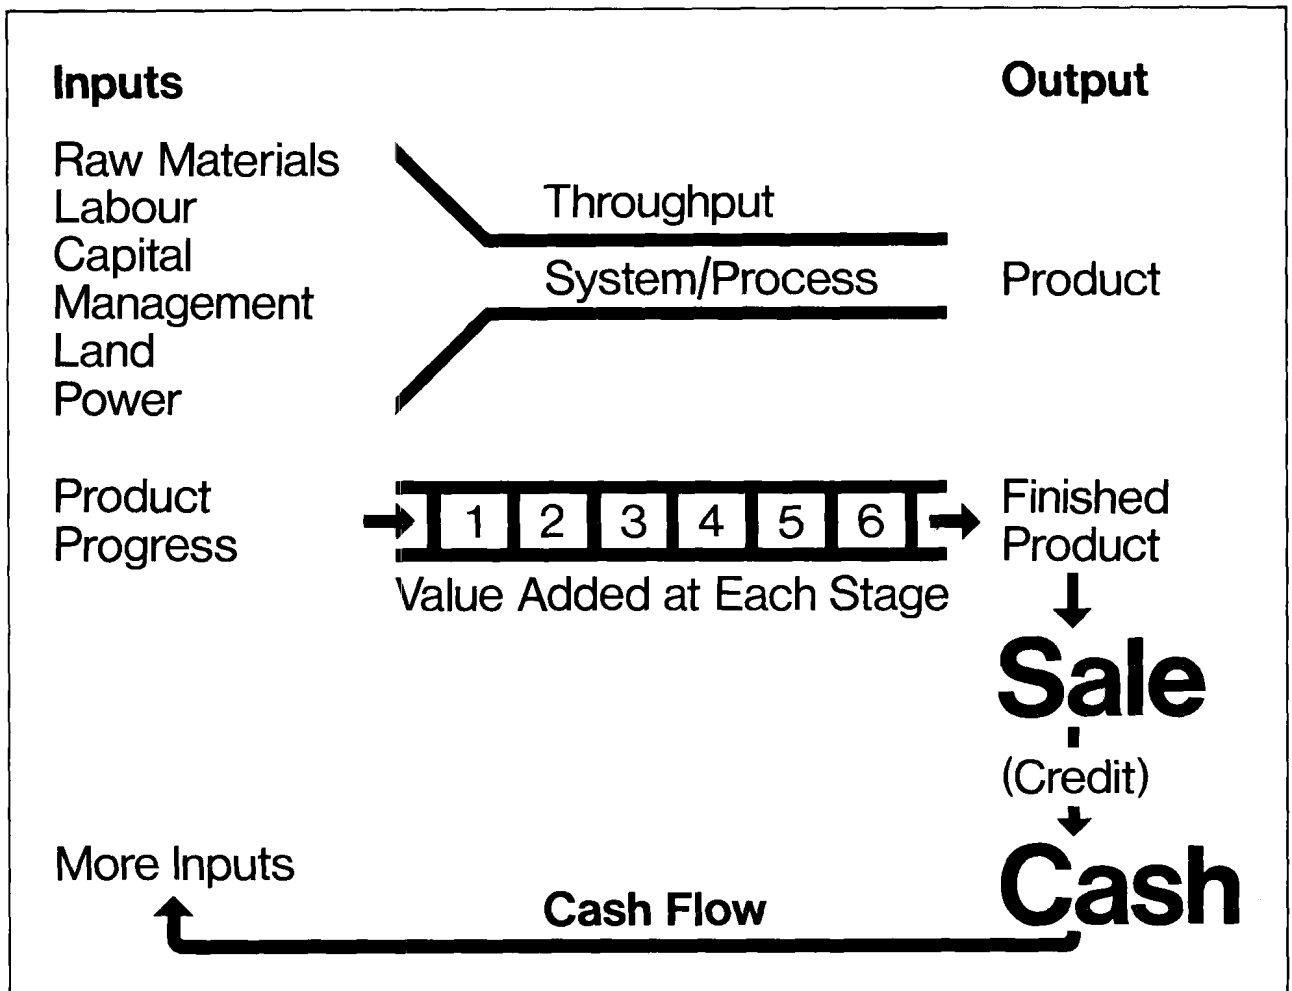 Inputs
Output
Raw Materials
Labour
Capital
Management
Land
Power
Throughput
System/Process
Product
Product
Progress
1 2 3 4 5 6
Value Added at Each Stage
Finished
Product
Sale
(Credit)
Cash
More Inputs
Cash Flow